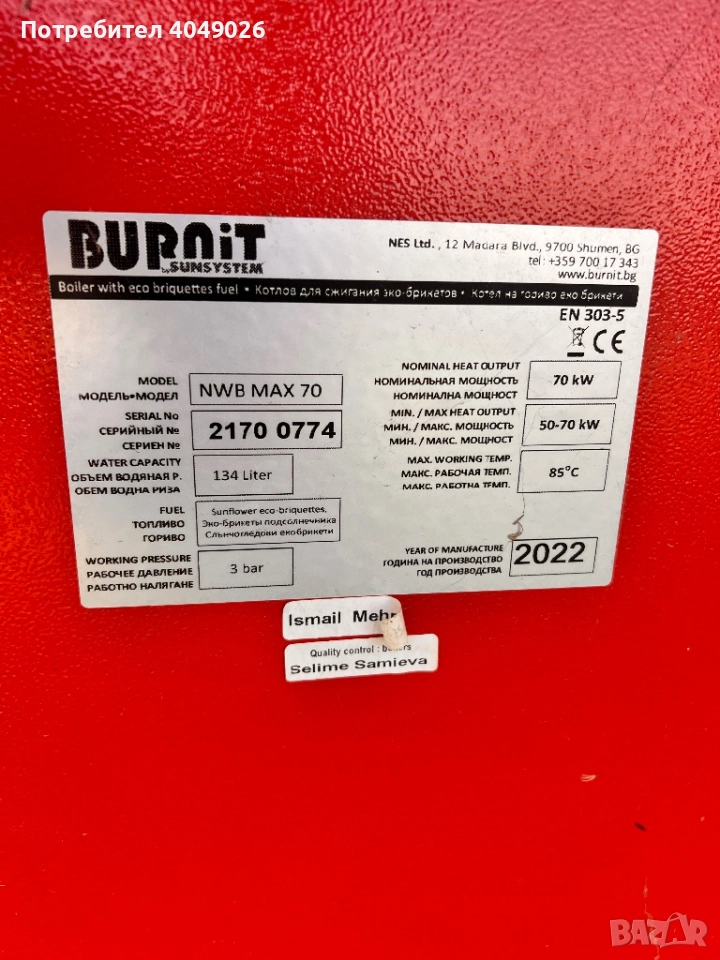 Потребител 4049026
BURNiT
by SUNSYSTEM
NES Ltd. , 12 Madara Blvd., 9700 Shumen, BG
tel: +359 700 17 343
www.burnit.bg
Boiler with eco briquettes fuel • Котлов для сжигания эко-брикетов • Котел на гориво еко брикети
EN 303-5
CE
MODEL
МОДЕЛЬ•МОДЕЛ
NWB MAX 70
SERIAL No
СЕРИЙНЫЙ №
СЕРИЕН №
2170 0774
WATER CAPACITY
ОБЪЕМ ВОДЯНАЯ Р.
ОБЕМ ВОДНА РИЗА
134 Liter
FUEL
ТОПЛИВО
ГОРИВО
Sunflower eco-briquettes,
Эко-брикеты подсолнечника
Слънчогледови екобрикети
WORKING PRESSURE
РАБОЧЕЕ ДАВЛЕНИЕ
РАБОТНО НАЛЯГАНЕ
3 bar
NOMINAL HEAT OUTPUT
НОМИНАЛЬНАЯ МОЩНОСТЬ
НОМИНАЛНА МОЩНОСТ
70 kW
MIN. / MAX HEAT OUTPUT
МИН. / МАКС. МОЩНОСТЬ
МИН. / МАКС. МОЩНОСТ
50-70 kW
MAX. WORKING TEMP.
МАКС. РАБОЧАЯ ТЕМП.
МАКС. РАБОТНА ТЕМП.
85°C
YEAR OF MANUFACTURE
ГОДИНА НА ПРОИЗВОДСТВО
ГОД ПРОИЗВОДСТВА
2022
Ismail
Quality control : boilers
Selime Samieva
BAZAR